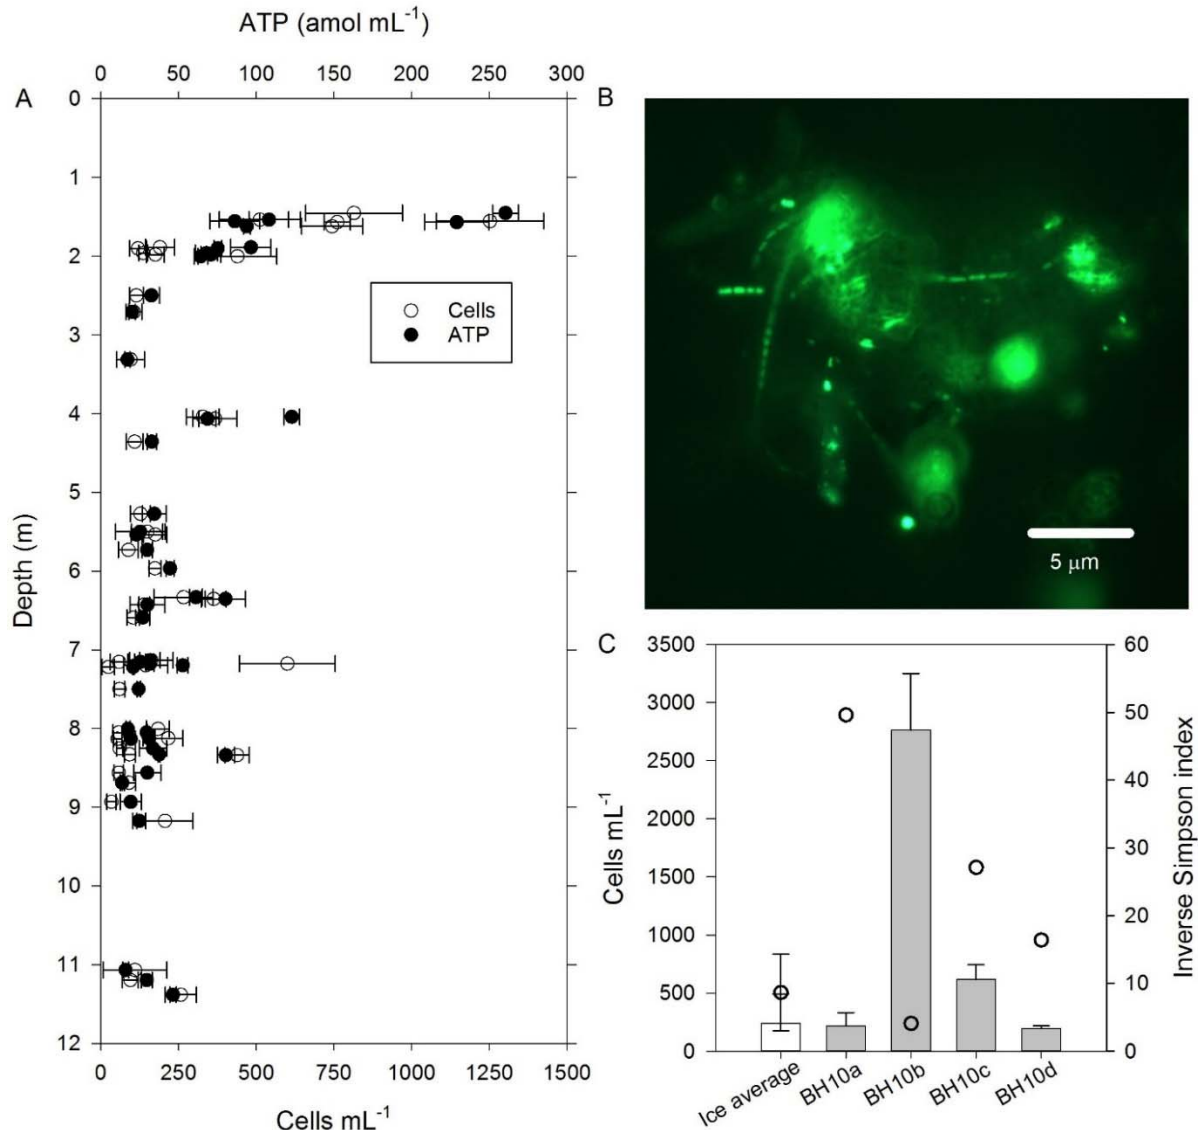 ATP (amol mL⁻¹)
0 50 100 150 200 250 300
A
0
1
2
3
4
5
6
7
8
9
10
11
12
Depth (m)
Cells
ATP
0 250 500 750 1000 1250 1500
Cells mL⁻¹
B
5 μm
C
3500
3000
2500
2000
1500
1000
500
0
Cells mL⁻¹
60
50
40
30
20
10
0
Inverse Simpson index
Ice average
BH10a
BH10b
BH10c
BH10d